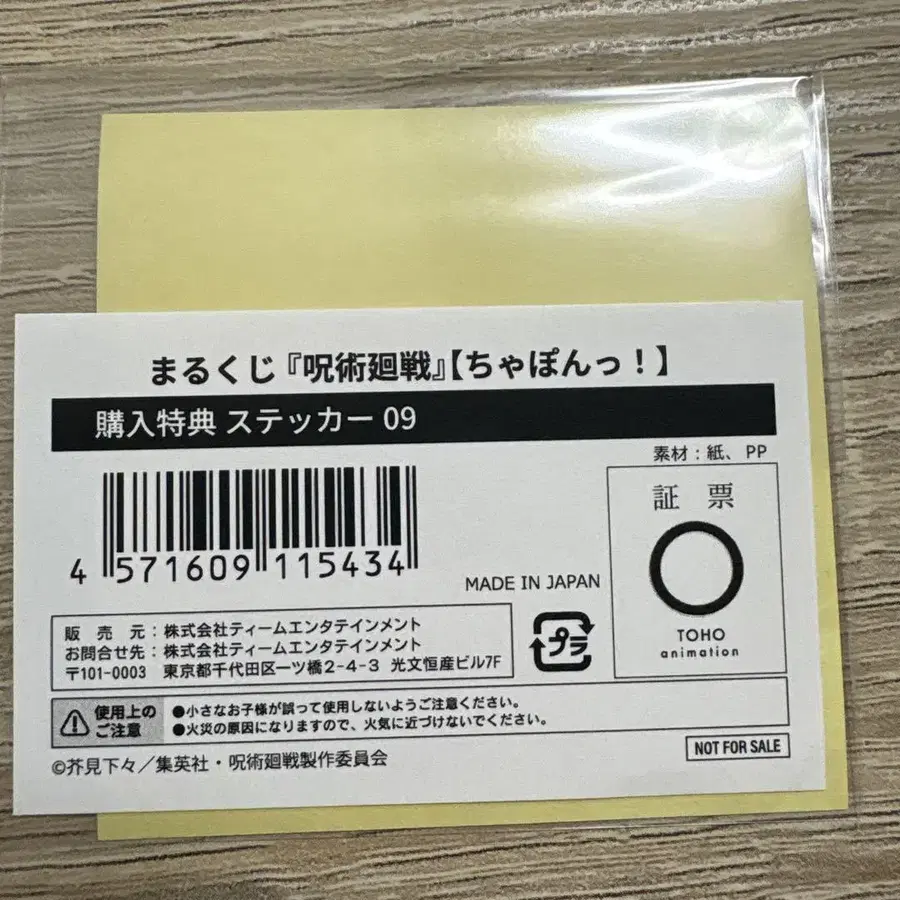 まるくじ『呪術廻戦』【ちゃぽんっ！】
購入特典 ステッカー 09
素材：紙、PP
証票
TOHO
animation
4 571609 115434
MADE IN JAPAN
プラ
販売元：株式会社ティームエンタテインメント
お問合せ先：株式会社ティームエンタテインメント
〒101-0003 東京都千代田区一ツ橋2-4-3 光文恒産ビル7F
使用上の
ご注意
●小さなお子様が誤って使用しないようご注意ください。
●火災の原因になりますので、火気に近づけないでください。
©芥見下々／集英社・呪術廻戦製作委員会
NOT FOR SALE